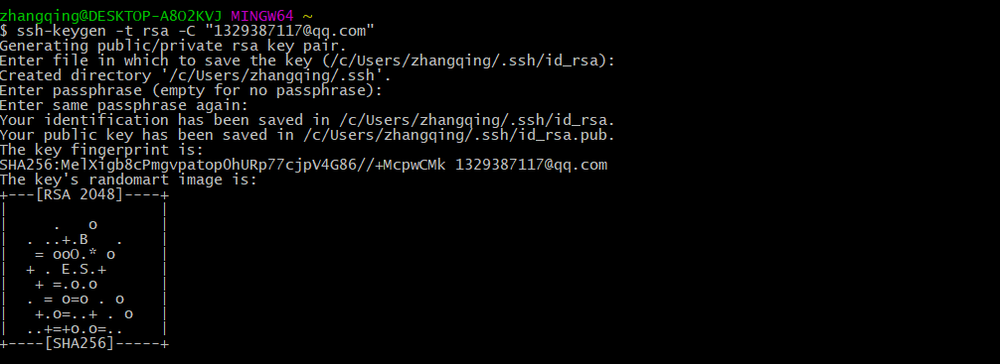 zhangqing@DESKTOP-A8O2KVJ MINGW64 ~
$ ssh-keygen -t rsa -C "1329387117@qq.com"
Generating public/private rsa key pair.
Enter file in which to save the key (/c/Users/zhangqing/.ssh/id_rsa):
Created directory '/c/Users/zhangqing/.ssh'.
Enter passphrase (empty for no passphrase):
Enter same passphrase again:
Your identification has been saved in /c/Users/zhangqing/.ssh/id_rsa.
Your public key has been saved in /c/Users/zhangqing/.ssh/id_rsa.pub.
The key fingerprint is:
SHA256:MelXigb8cPmgvpatopOhURp77cjpV4G86//+McpwCMk 1329387117@qq.com
The key's randomart image is:
+---[RSA 2048]----+
|                 |
|      .   o      |
|  . ..+.B   .    |
|   = ooO.* o     |
|  + . E.S.+      |
|   + =.o.o       |
|  . = o=o . o    |
|   +.o=..+ . o   |
|  ..+=+o.o=..    |
+----[SHA256]-----+